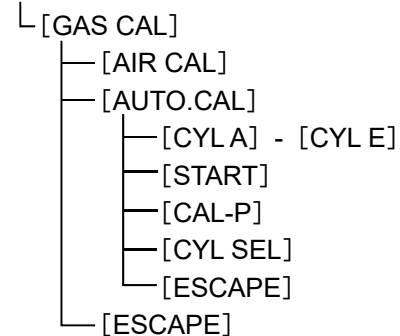 [GAS CAL]
[AIR CAL]
[AUTO.CAL]
[CYL A] - [CYL E]
[START]
[CAL-P]
[CYL SEL]
[ESCAPE]
[ESCAPE]